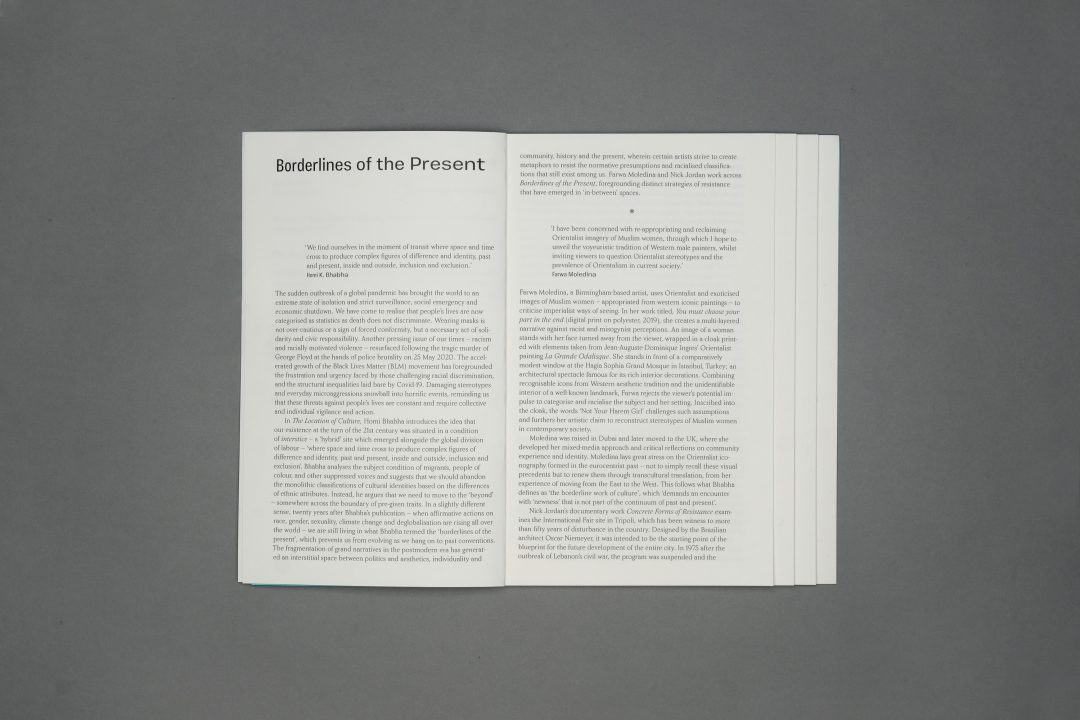 Borderlines of the Present
'We find ourselves in the moment of transit where space and time
cross to produce complex figures of difference and identity, past
and present, inside and outside, inclusion and exclusion.'
Homi K. Bhabha
The sudden outbreak of a global pandemic has brought the world to an
extreme state of isolation and strict surveillance, social emergency and
economic shutdown. We have come to realise that people's lives are now
categorised as statistics as death does not discriminate. Wearing masks is
not over-cautious or a sign of forced conformity, but a necessary act of soli-
darity and civic responsibility. Another pressing issue of our times – racism
and racially motivated violence – resurfaced following the tragic murder of
George Floyd at the hands of police brutality on 25 May 2020. The accel-
erated growth of the Black Lives Matter (BLM) movement has foregrounded
the frustration and urgency faced by those challenging racial discrimination,
and the structural inequalities laid bare by Covid-19. Damaging stereotypes
and everyday microaggressions snowball into horrific events, reminding us
that these threats against people's lives are constant and require collective
and individual vigilance and action.
In The Location of Culture, Homi Bhabha introduces the idea that
our existence at the turn of the 21st century was situated in a condition
of interstice – a 'hybrid' site which emerged alongside the global division
of labour – 'where space and time cross to produce complex figures of
difference and identity, past and present, inside and outside, inclusion and
exclusion'. Bhabha analyses the subject condition of migrants, people of
colour, and other suppressed voices and suggests that we should abandon
the monolithic classifications of cultural identities based on the differences
of ethnic attributes. Instead, he argues that we need to move to the 'beyond'
– somewhere across the boundary of pre-given traits. In a slightly different
sense, twenty years after Bhabha's publication – when affirmative actions on
race, gender, sexuality, climate change and deglobalisation are rising all over
the world – we are still living in what Bhabha termed the 'borderlines of the
present', which prevents us from evolving as we hang on to past conventions.
The fragmentation of grand narratives in the postmodern era has generat-
ed an interstitial space between politics and aesthetics, individuality and
community, history and the present, wherein certain artists strive to create
metaphors to resist the normative presumptions and racialised classifica-
tions that still exist among us. Farwa Moledina and Nick Jordan work across
Borderlines of the Present, foregrounding distinct strategies of resistance
that have emerged in 'in-between' spaces.
*
'I have been concerned with re-appropriating and reclaiming
Orientalist imagery of Muslim women, through which I hope to
unveil the voyeuristic tradition of Western male painters, whilst
inviting viewers to question Orientalist stereotypes and the
prevalence of Orientalism in current society.'
Farwa Moledina
Farwa Moledina, a Birmingham-based artist, uses Orientalist and exoticised
images of Muslim women – appropriated from western iconic paintings – to
criticise imperialist ways of seeing. In her work titled, You must choose your
part in the end (digital print on polyester, 2019), she creates a multi-layered
narrative against racist and misogynist perceptions. An image of a woman
stands with her face turned away from the viewer, wrapped in a cloak print-
ed with elements taken from Jean-Auguste-Dominique Ingres' Orientalist
painting La Grande Odalisque. She stands in front of a comparatively
modest window at the Hagia Sophia Grand Mosque in Istanbul, Turkey; an
architectural spectacle famous for its rich interior decorations. Combining
recognisable icons from Western aesthetic tradition and the unidentifiable
interior of a well-known landmark, Farwa rejects the viewer's potential im-
pulse to categorise and racialise the subject and her setting. Inscribed into
the cloak, the words 'Not Your Harem Girl' challenges such assumptions
and furthers her artistic claim to reconstruct stereotypes of Muslim women
in contemporary society.
Moledina was raised in Dubai and later moved to the UK, where she
developed her mixed-media approach and critical reflections on community
experience and identity. Moledina lays great stress on the Orientalist ico-
nography formed in the eurocentrist past – not to simply recall these visual
precedents but to renew them through transcultural translation, from her
experience of moving from the East to the West. This follows what Bhabha
defines as 'the borderline work of culture', which 'demands an encounter
with 'newness' that is not part of the continuum of past and present'.
Nick Jordan's documentary work Concrete Forms of Resistance exam-
ines the International Fair site in Tripoli, which has been witness to more
than fifty years of disturbance in the country. Designed by the Brazilian
architect Oscar Niemeyer, it was intended to be the starting point of the
blueprint for the future development of the entire city. In 1975 after the
outbreak of Lebanon's civil war, the program was suspended and the